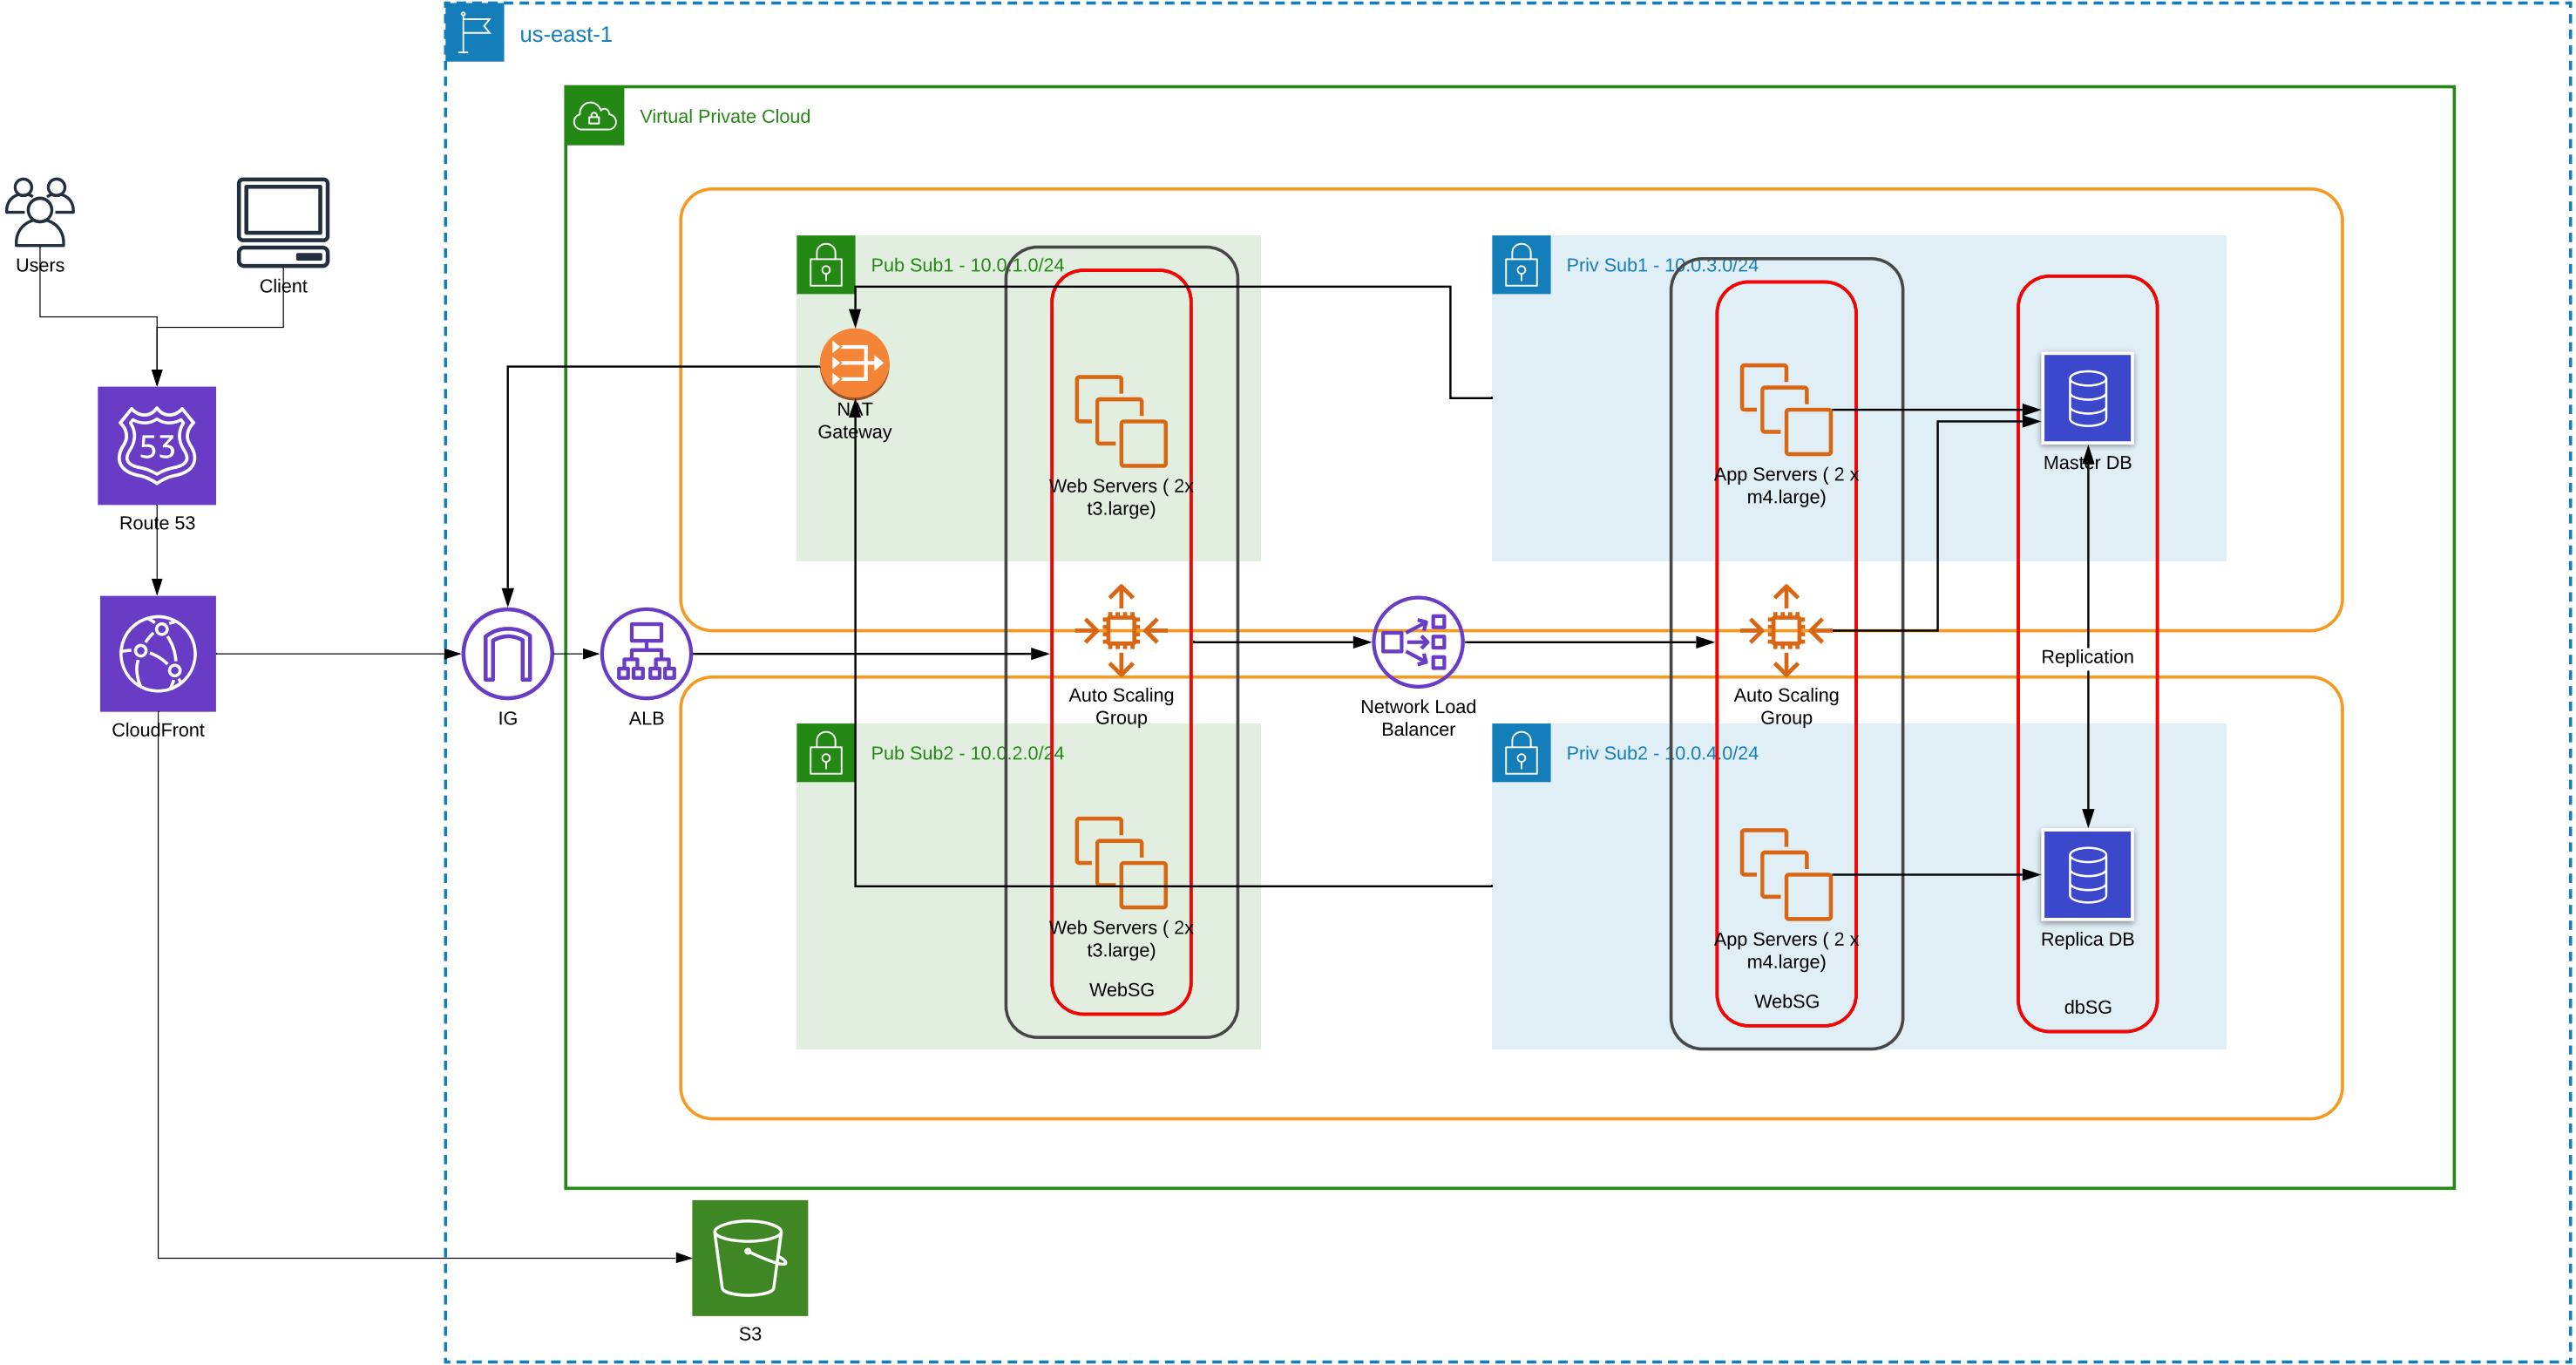 us-east-1
Virtual Private Cloud
Users
Client
Pub Sub1 - 10.0.1.0/24
Priv Sub1 - 10.0.3.0/24
53
NAT
Gateway
Route 53
Web Servers ( 2x
t3.large)
App Servers ( 2 x
m4.large)
Master DB
Replication
CloudFront
IG
ALB
Auto Scaling
Group
Network Load
Balancer
Auto Scaling
Group
Pub Sub2 - 10.0.2.0/24
Priv Sub2 - 10.0.4.0/24
Web Servers ( 2x
t3.large)
WebSG
App Servers ( 2 x
m4.large)
WebSG
Replica DB
dbSG
S3